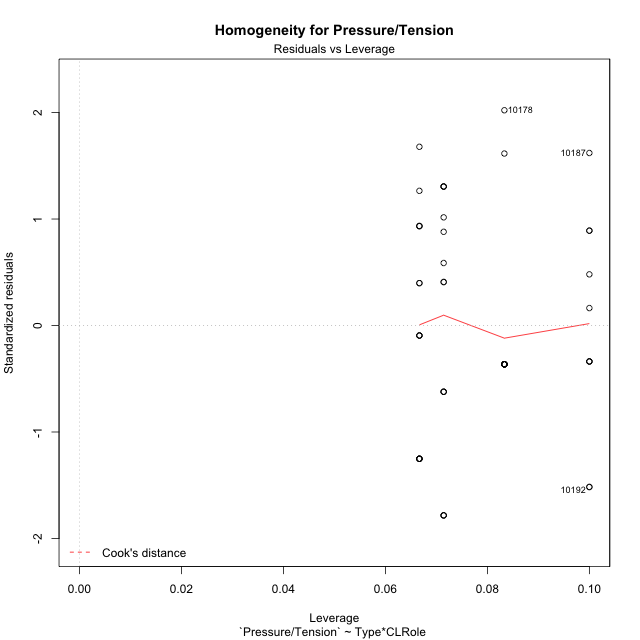 Homogeneity for Pressure/Tension
Residuals vs Leverage
10178
10187
10192
2
1
0
-1
-2
Standardized residuals
Cook's distance
0.00 0.02 0.04 0.06 0.08 0.10
Leverage
`Pressure/Tension` ~ Type*CLRole